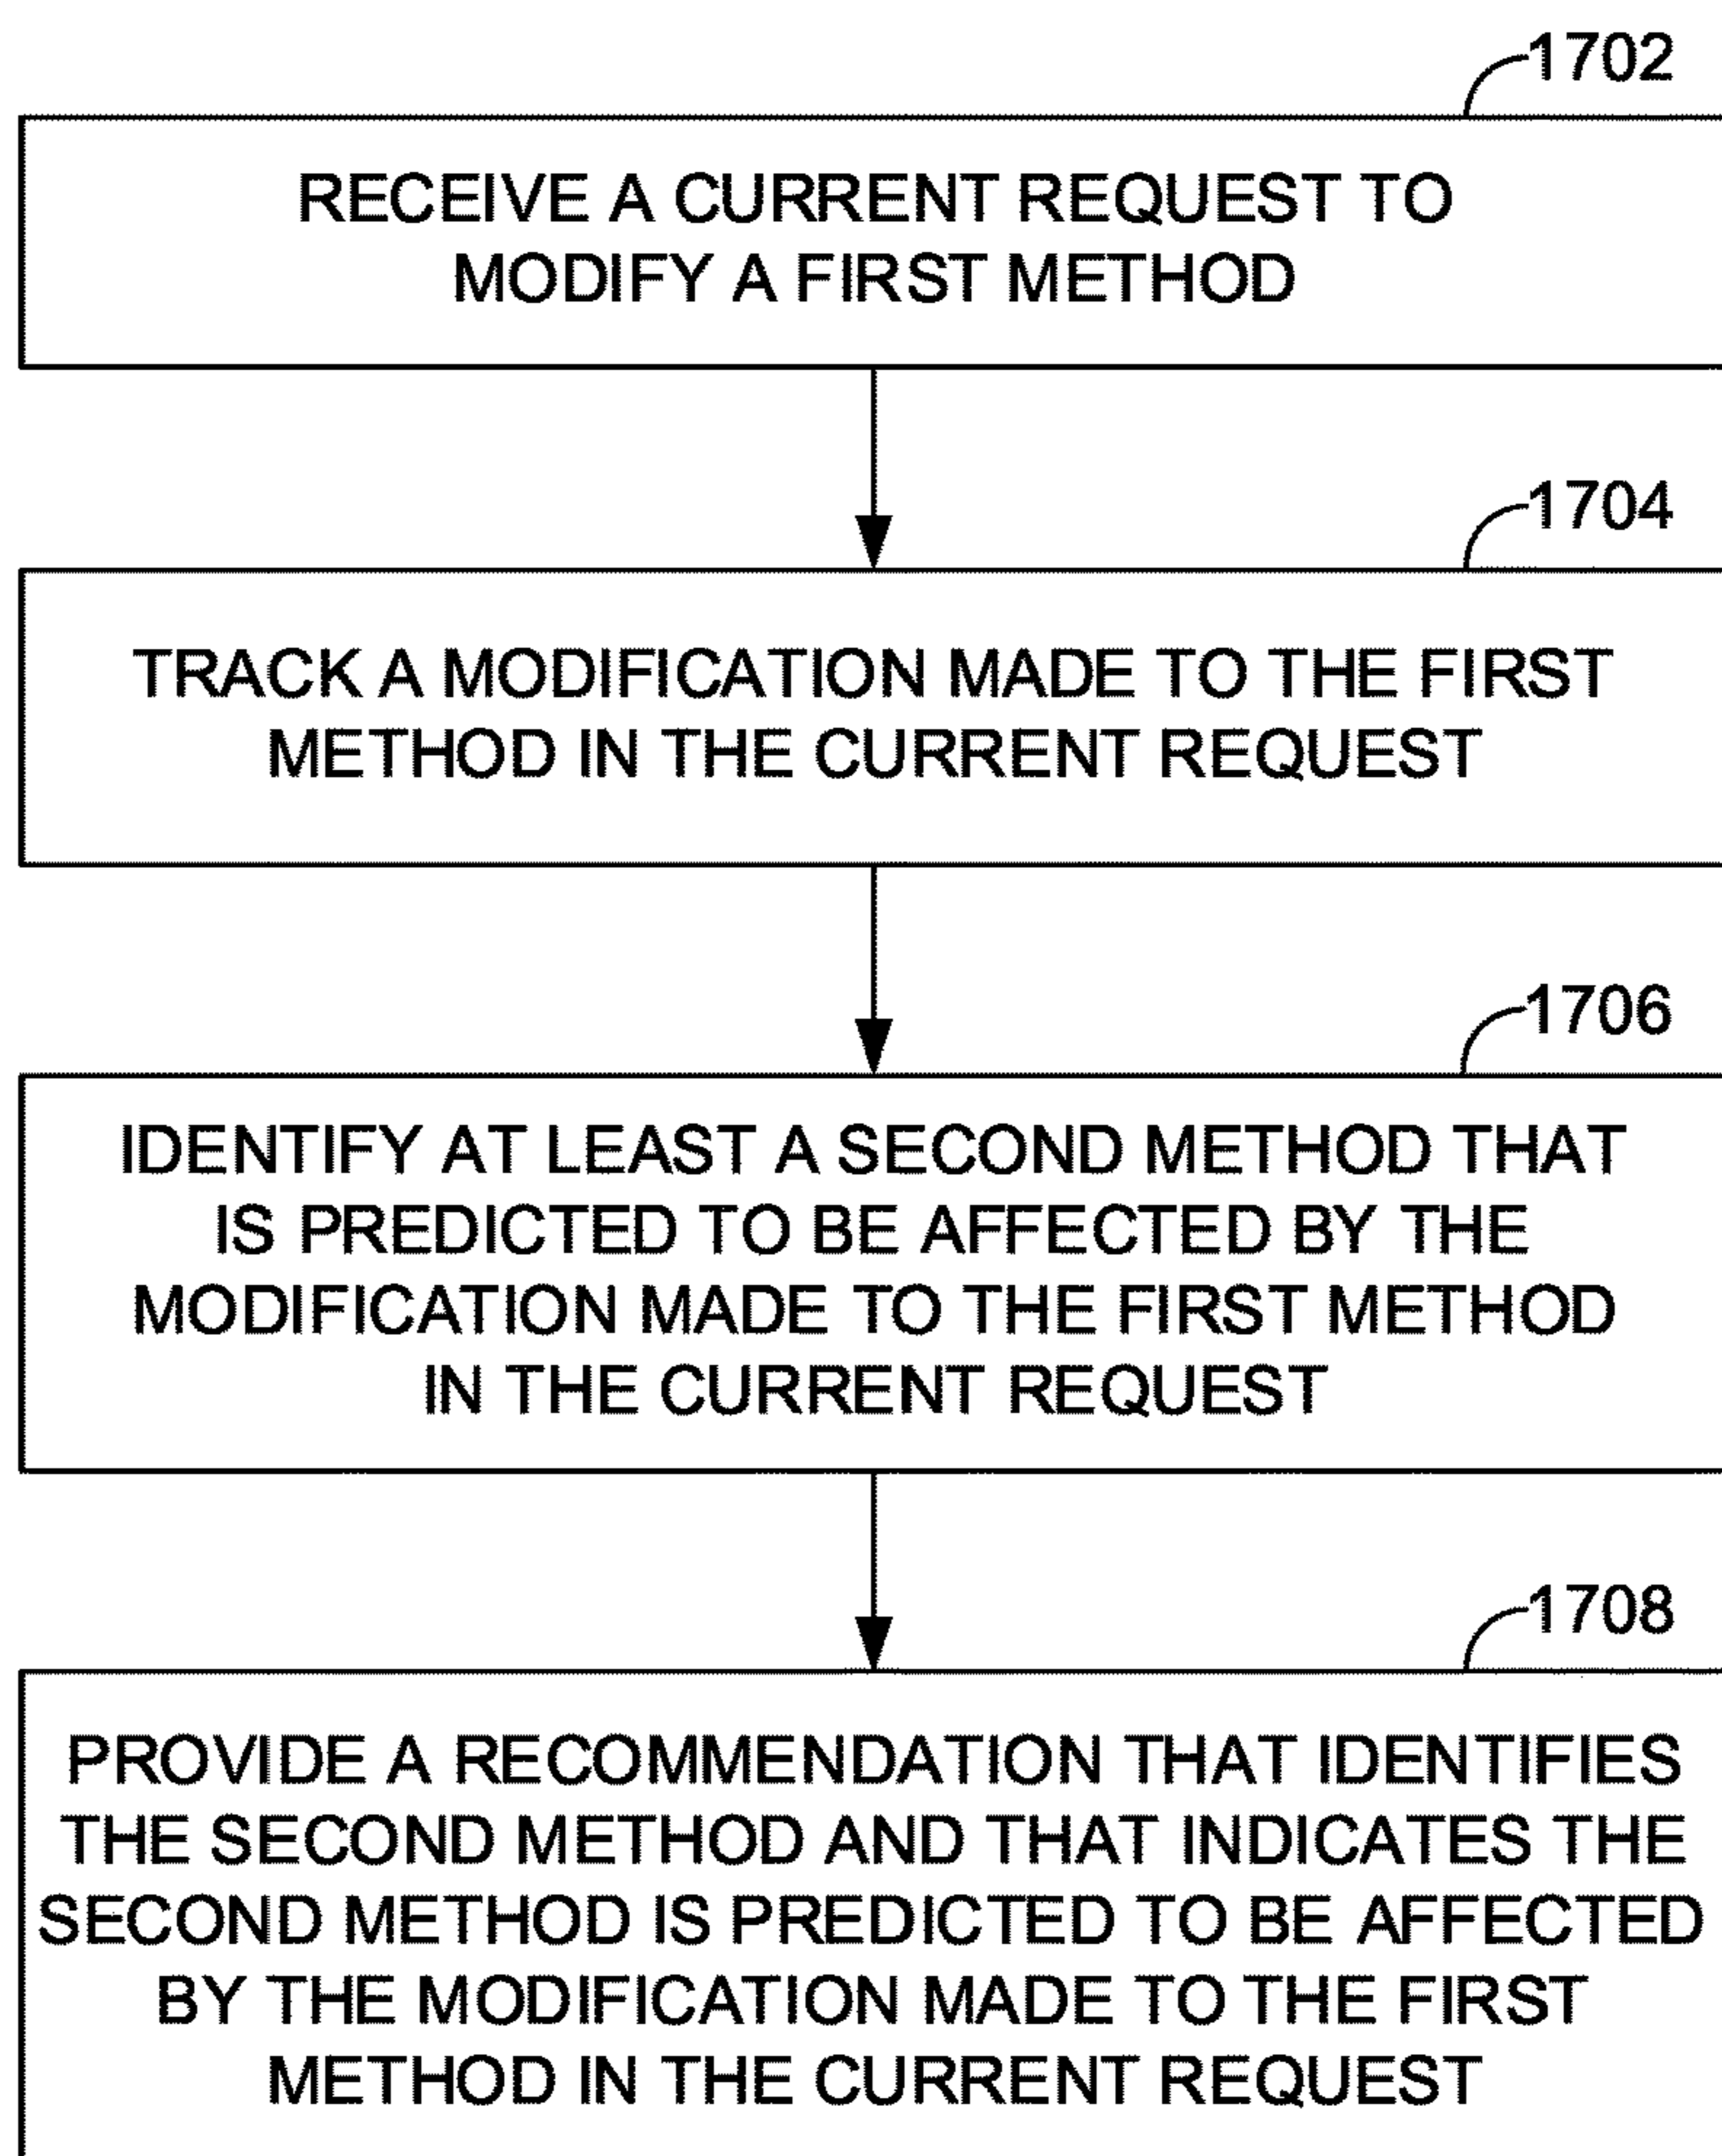 1702
RECEIVE A CURRENT REQUEST TO
MODIFY A FIRST METHOD
1704
TRACK A MODIFICATION MADE TO THE FIRST
METHOD IN THE CURRENT REQUEST
1706
IDENTIFY AT LEAST A SECOND METHOD THAT
IS PREDICTED TO BE AFFECTED BY THE
MODIFICATION MADE TO THE FIRST METHOD
IN THE CURRENT REQUEST
1708
PROVIDE A RECOMMENDATION THAT IDENTIFIES
THE SECOND METHOD AND THAT INDICATES THE
SECOND METHOD IS PREDICTED TO BE AFFECTED
BY THE MODIFICATION MADE TO THE FIRST
METHOD IN THE CURRENT REQUEST